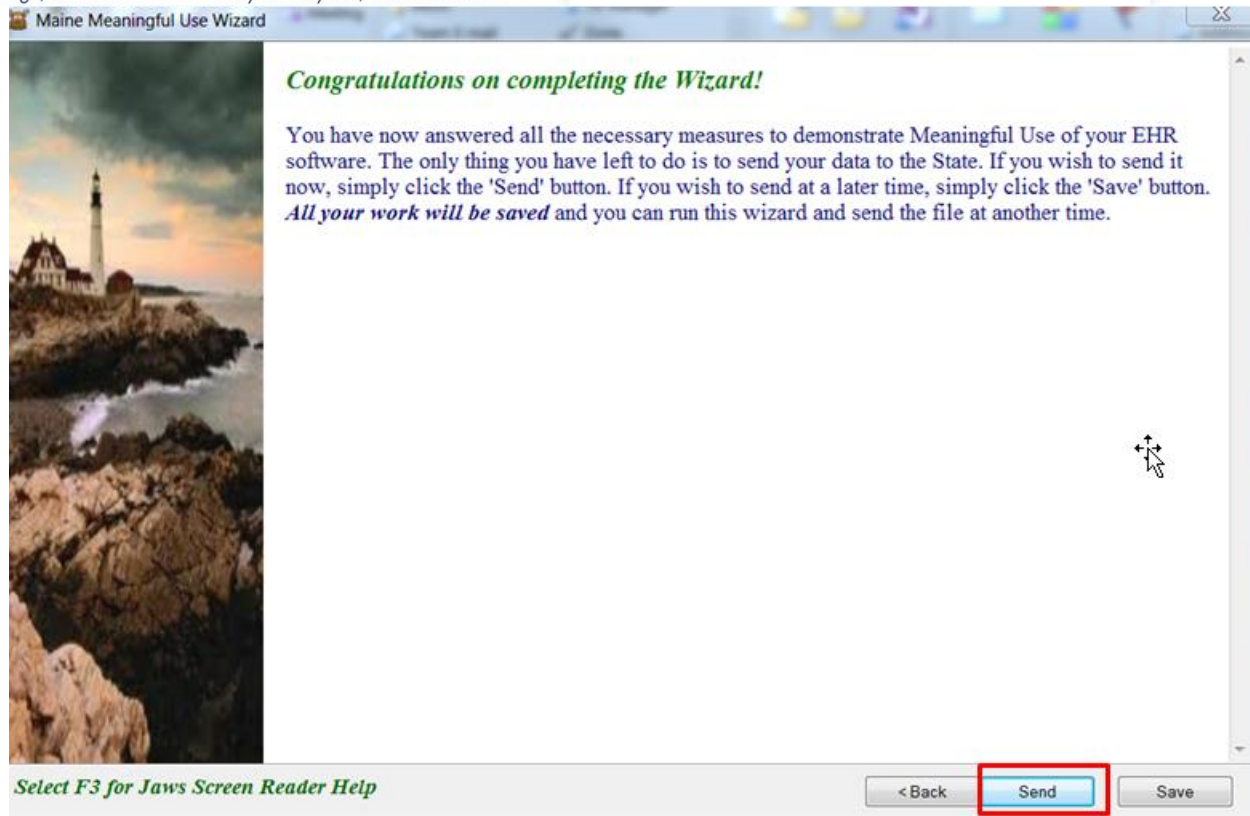 Maine Meaningful Use Wizard
Congratulations on completing the Wizard!
You have now answered all the necessary measures to demonstrate Meaningful Use of your EHR
software. The only thing you have left to do is to send your data to the State. If you wish to send it
now, simply click the 'Send' button. If you wish to send at a later time, simply click the 'Save' button.
All your work will be saved and you can run this wizard and send the file at another time.
Select F3 for Jaws Screen Reader Help
< Back Send Save